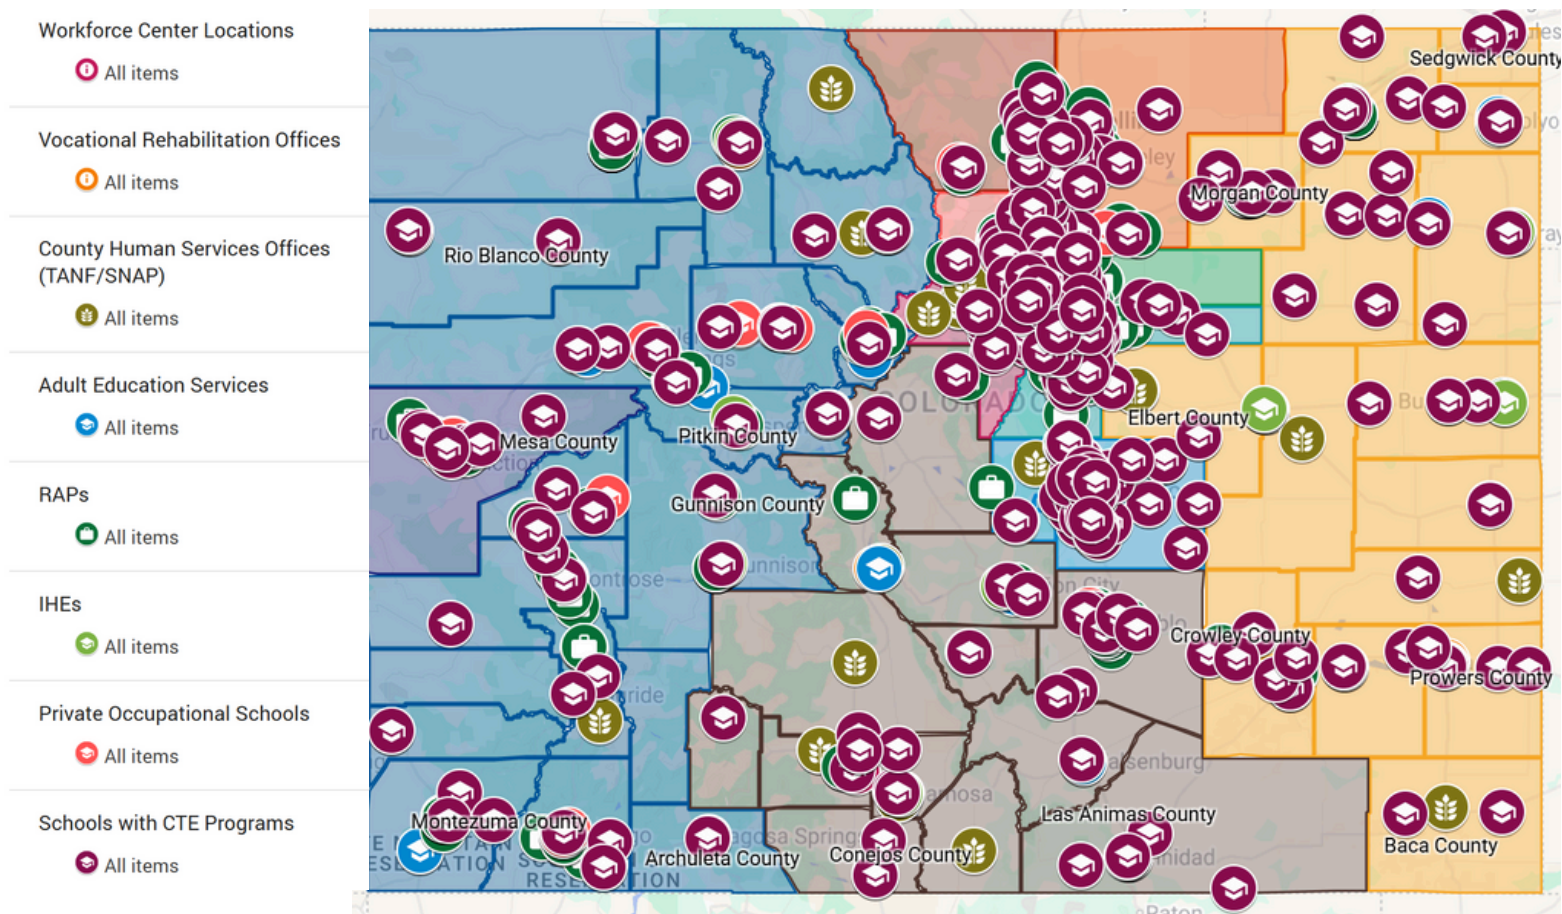 Workforce Center Locations
All items
Vocational Rehabilitation Offices
All items
County Human Services Offices
(TANF/SNAP)
All items
Adult Education Services
All items
RAPs
All items
IHEs
All items
Private Occupational Schools
All items
Schools with CTE Programs
All items
Sedgwick County
Morgan County
Rio Blanco County
COLORADO
Elbert County
Mesa County
Pitkin County
Gunnison County
Crowley County
Prowers County
Las Animas County
Montezuma County
Archuleta County
Conejos County
Baca County
Raton